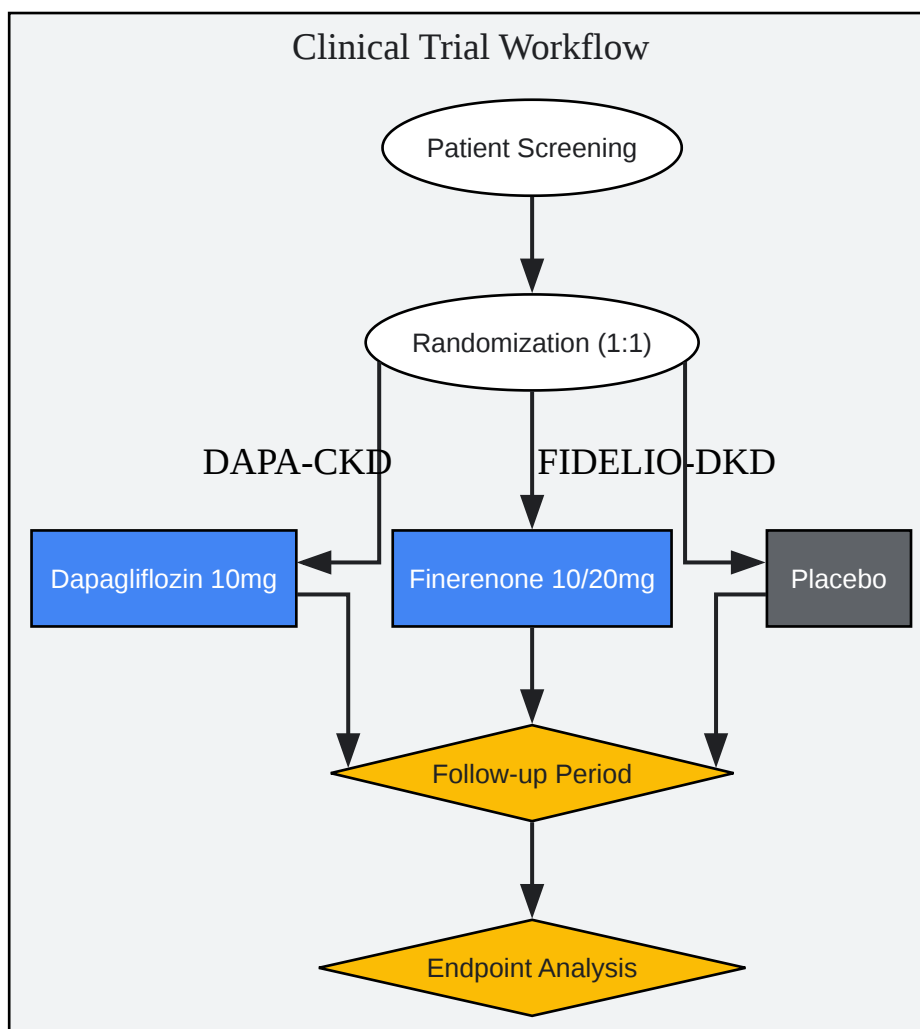 Clinical Trial Workflow
Patient Screening
Randomization (1:1)
DAPA-CKD
FIDELIO-DKD
Dapagliflozin 10mg
Finerenone 10/20mg
Placebo
Follow-up Period
Endpoint Analysis